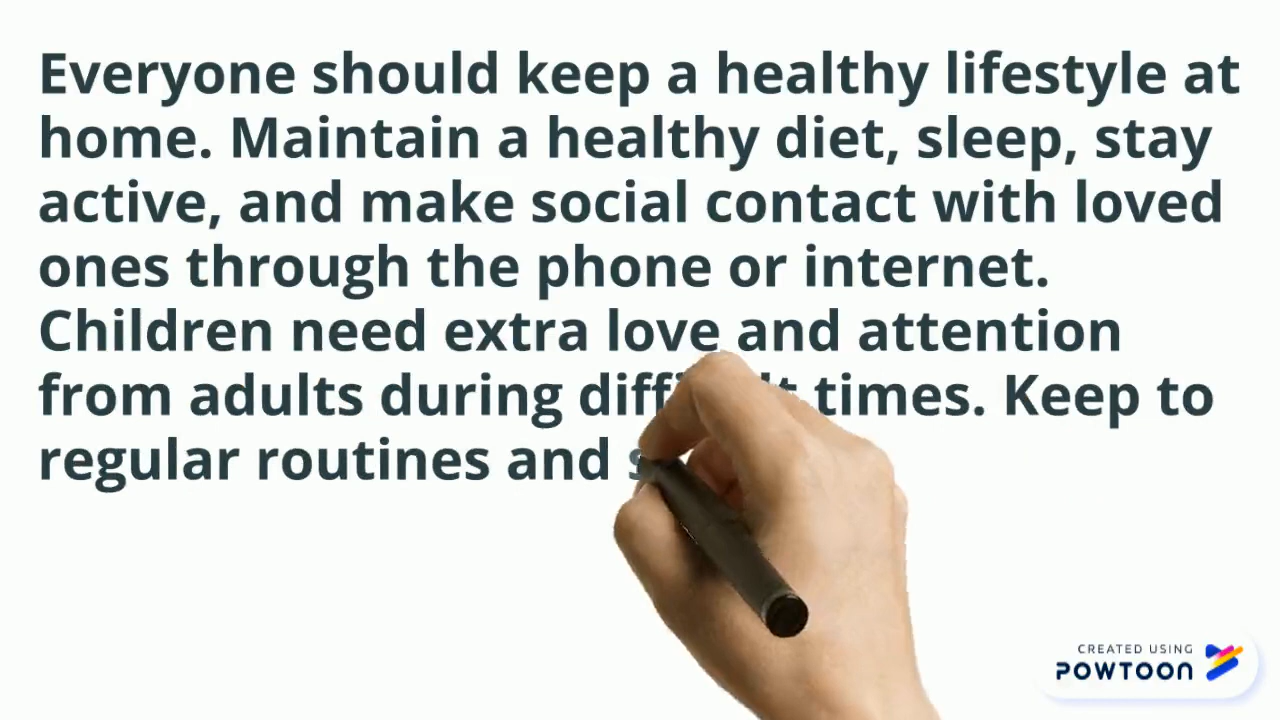 Everyone should keep a healthy lifestyle at
home. Maintain a healthy diet, sleep, stay
active, and make social contact with loved
ones through the phone or internet.
Children need extra love and attention
from adults during times. Keep to
regular routines and
CREATED USING
POWTOON